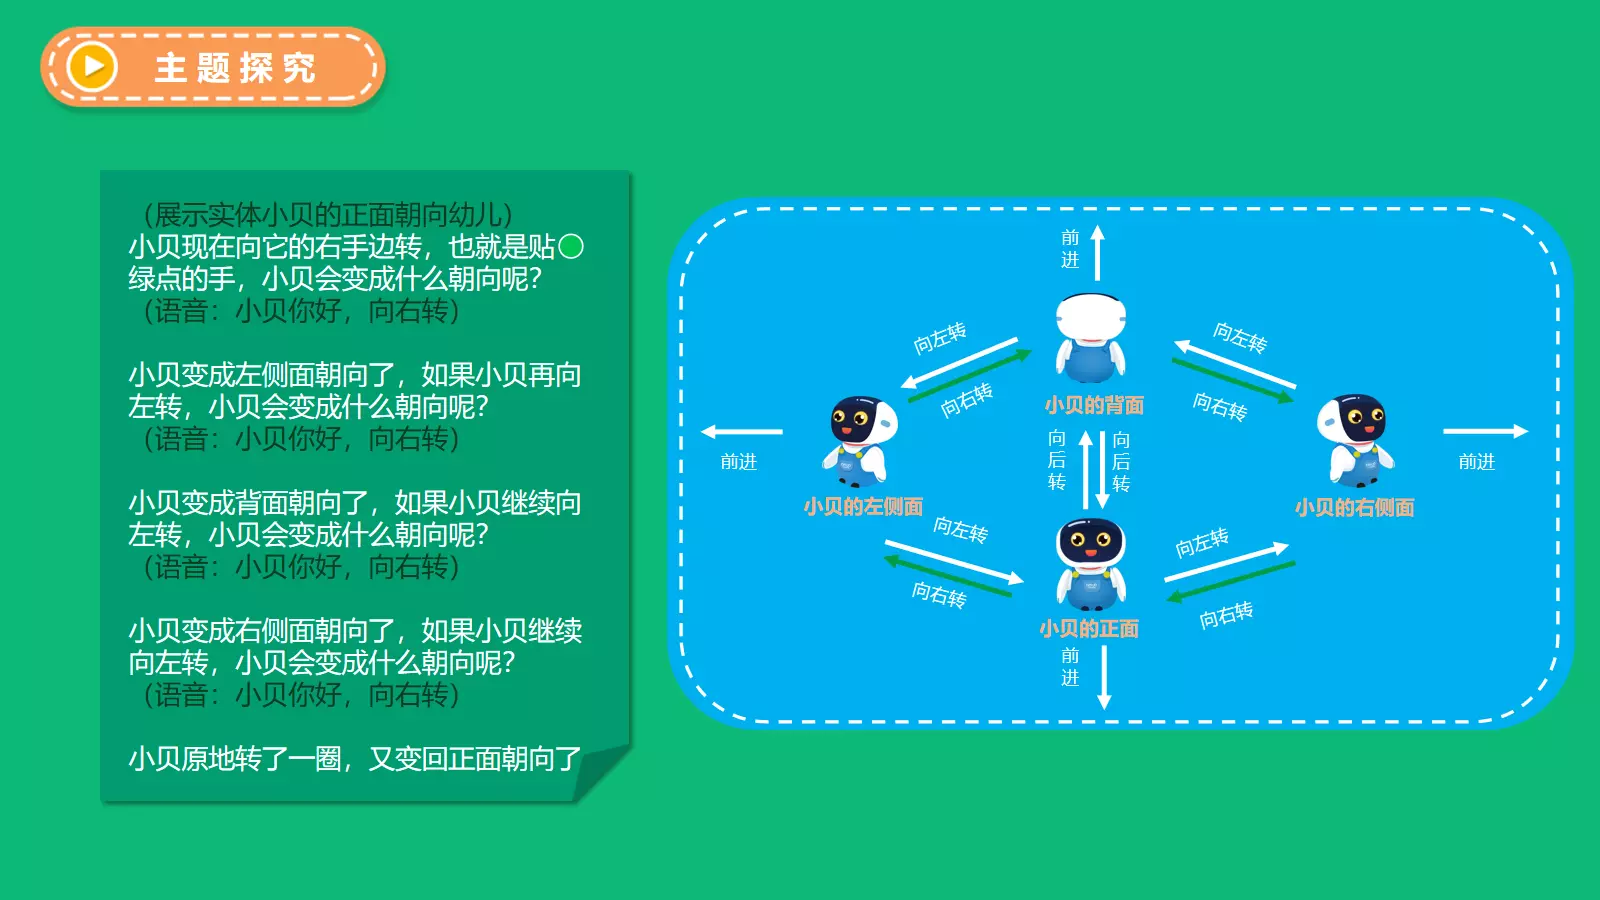 主题探究
（展示实体小贝的正面朝向幼儿）
小贝现在向它的右手边转，也就是贴
绿点的手，小贝会变成什么朝向呢？
（语音：小贝你好，向右转）
小贝变成左侧面朝向了，如果小贝再向
左转，小贝会变成什么朝向呢？
（语音：小贝你好，向右转）
小贝变成背面朝向了，如果小贝继续向
左转，小贝会变成什么朝向呢？
（语音：小贝你好，向右转）
小贝变成右侧面朝向了，如果小贝继续
向左转，小贝会变成什么朝向呢？
（语音：小贝你好，向右转）
小贝原地转了一圈，又变回正面朝向了
前进
向左转
向右转
小贝的背面
向左转
向右转
前进
小贝的左侧面
向后转
向后转
前进
小贝的右侧面
向左转
向右转
小贝的正面
向左转
向右转
前进